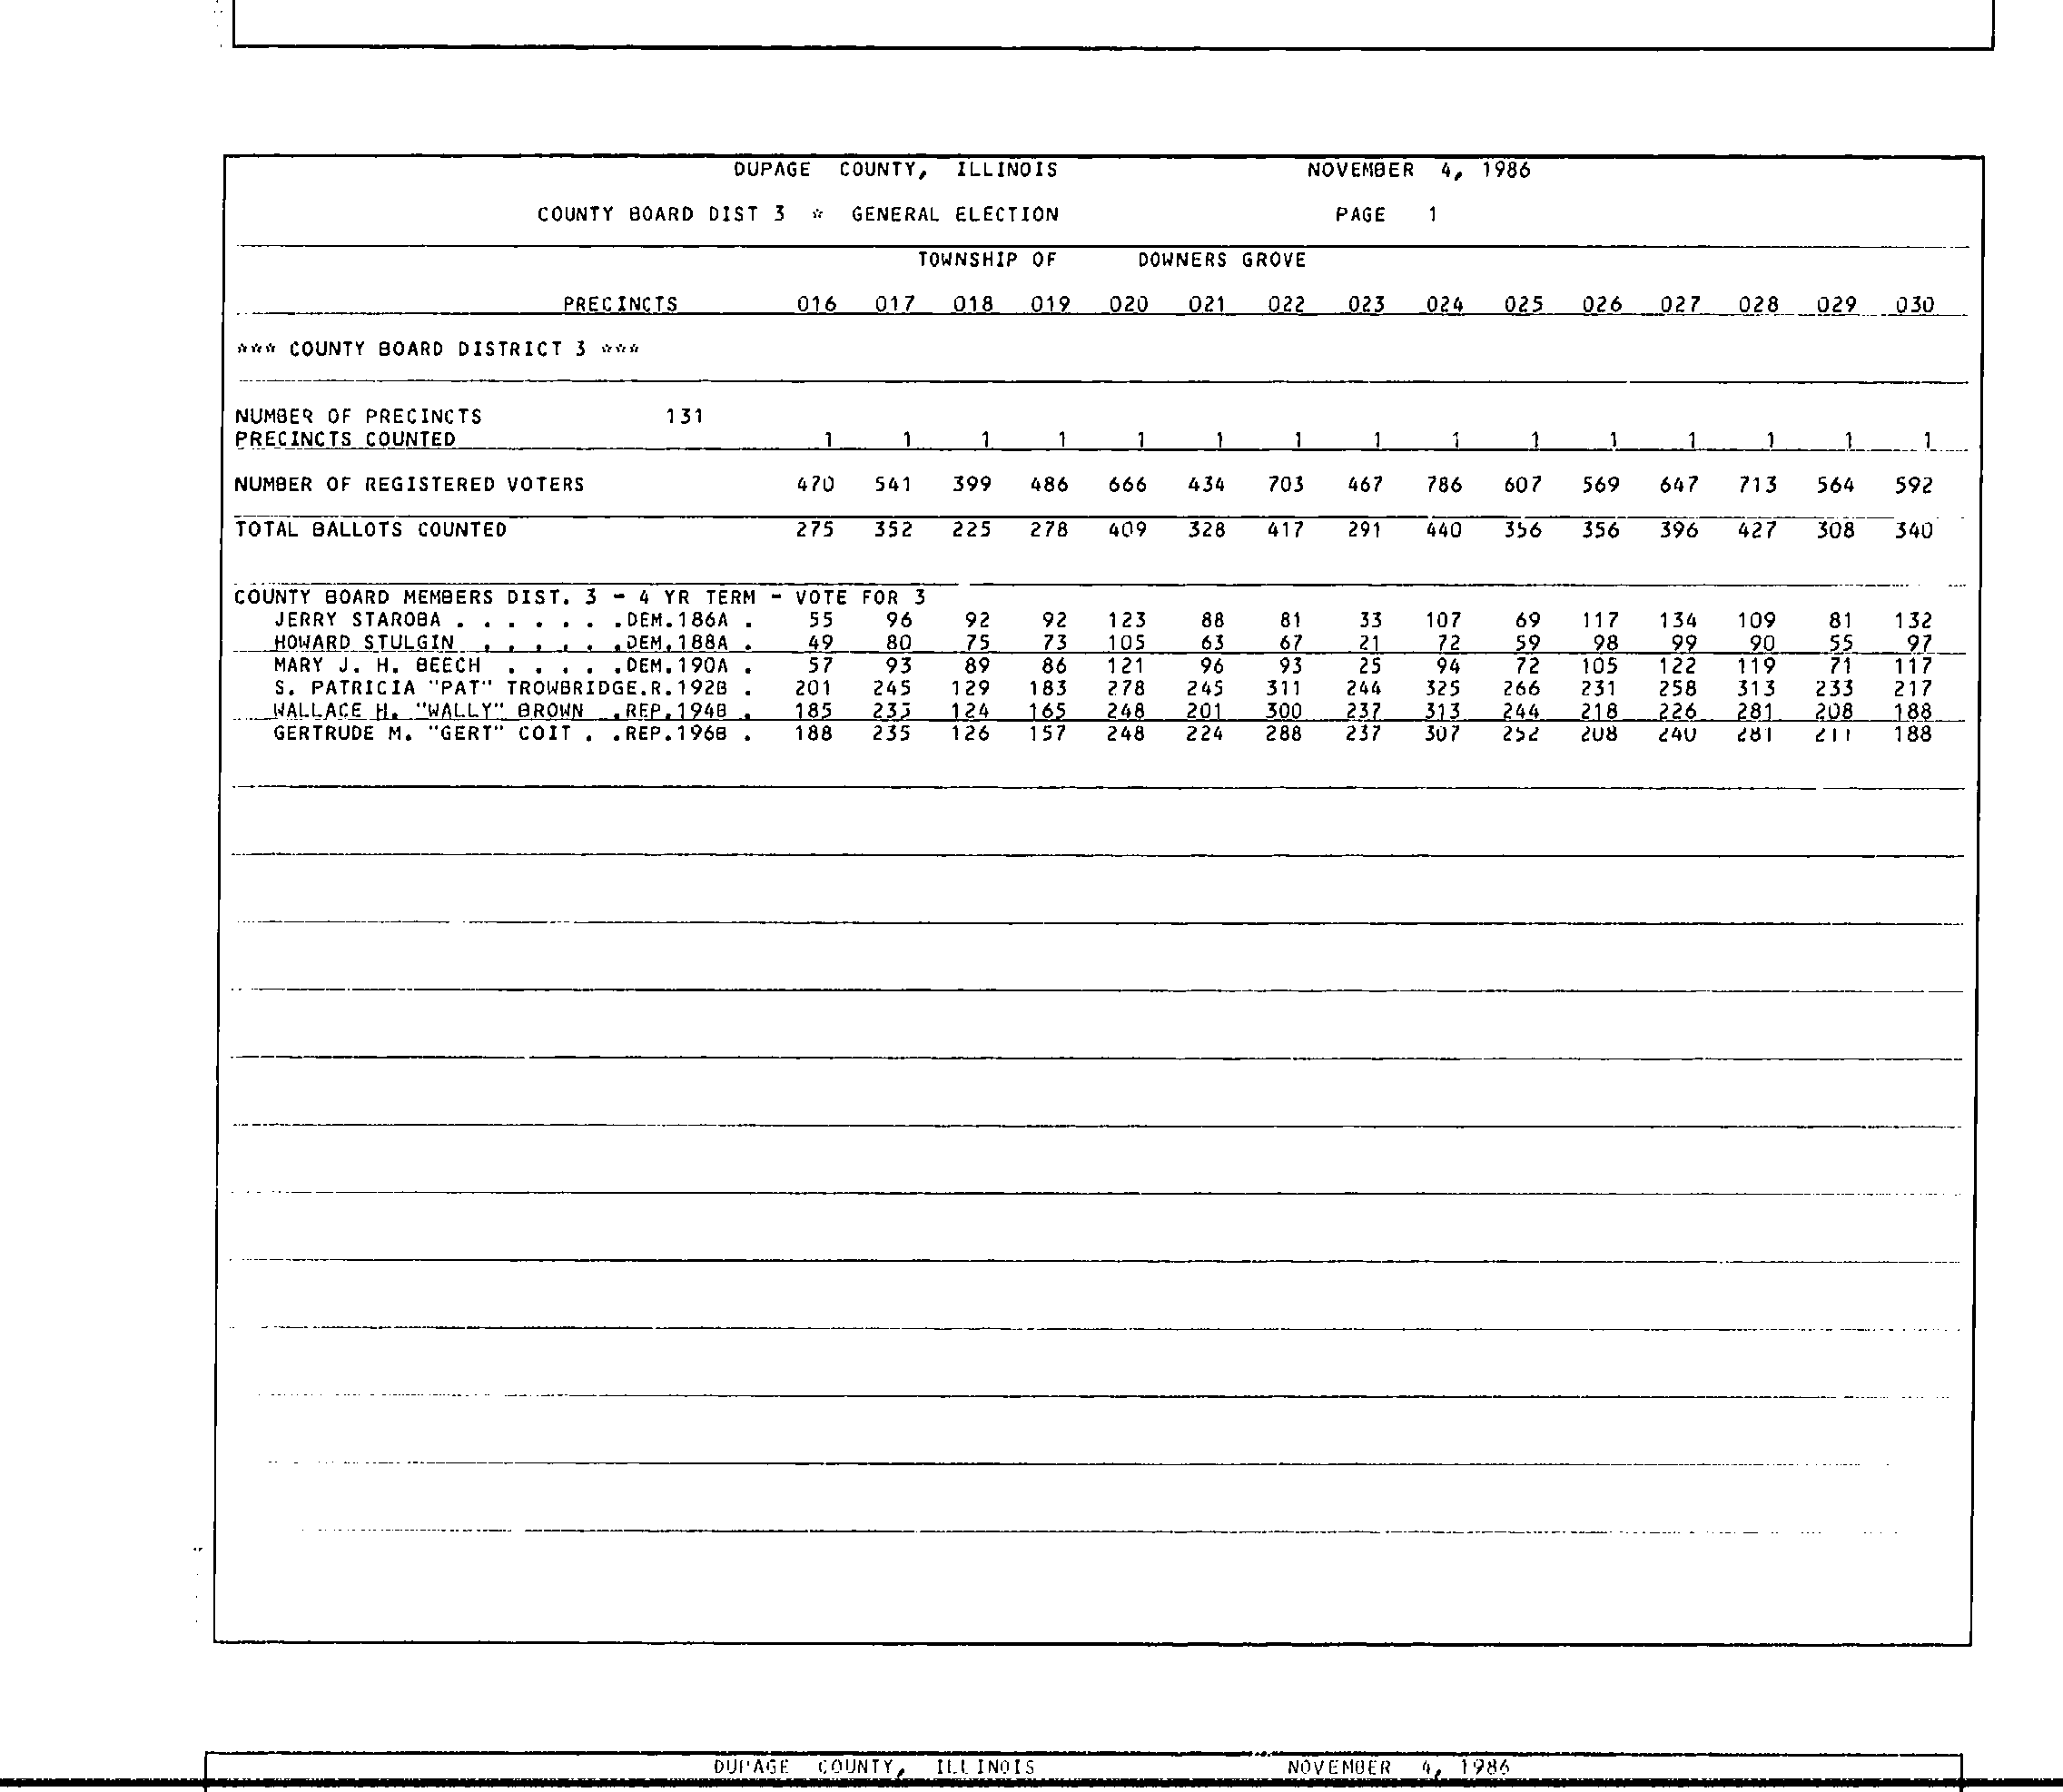 DUPAGE COUNTY, ILLINOIS NOVEMBER 4, 1986
COUNTY BOARD DIST 3 * GENERAL ELECTION PAGE 1
TOWNSHIP OF DOWNERS GROVE
PRECINCTS 016 017 018 019 020 021 022 023 024 025 026 027 028 029 030
*** COUNTY BOARD DISTRICT 3 ***
NUMBER OF PRECINCTS 131
PRECINCTS COUNTED 1 1 1 1 1 1 1 1 1 1 1 1 1 1 1
NUMBER OF REGISTERED VOTERS 470 541 399 486 666 434 703 467 786 607 569 647 713 564 592
TOTAL BALLOTS COUNTED 275 352 225 278 409 328 417 291 440 356 356 396 427 308 340
COUNTY BOARD MEMBERS DIST. 3 - 4 YR TERM - VOTE FOR 3
JERRY STAROBA . . . . . . .DEM.186A . 55 96 92 92 123 88 81 33 107 69 117 134 109 81 132
HOWARD STULGIN . . . . . .DEM.188A . 49 80 75 73 105 63 67 21 72 59 98 99 90 55 97
MARY J. H. BEECH . . . . .DEM.190A . 57 93 89 86 121 96 93 25 94 72 105 122 119 71 117
S. PATRICIA "PAT" TROWBRIDGE.R.192B . 201 245 129 183 278 245 311 244 325 266 231 258 313 233 217
WALLACE H. "WALLY" BROWN .REP.194B . 185 233 124 165 248 201 300 237 313 244 218 226 281 208 188
GERTRUDE M. "GERT" COIT . .REP.196B . 188 235 126 157 248 224 288 237 307 252 208 240 281 211 188
DUPAGE COUNTY, ILLINOIS NOVEMBER 4, 1986